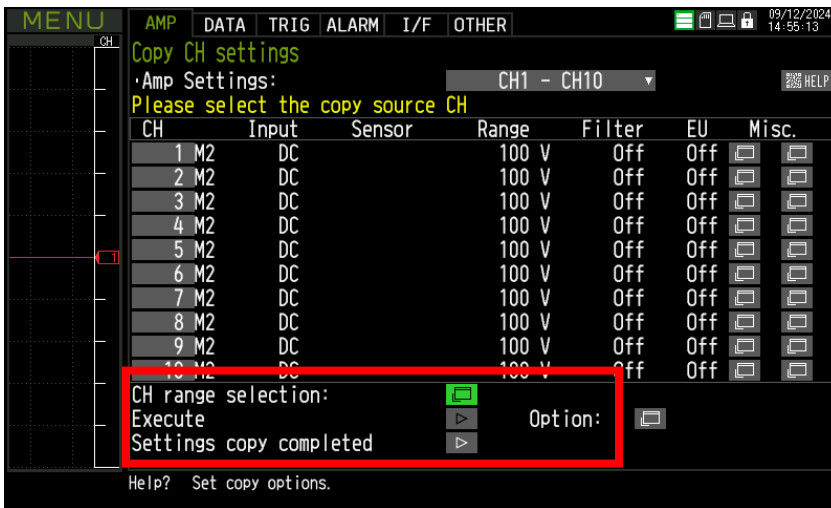 MENU AMP DATA TRIG ALARM I/F OTHER 09/12/2024
14:55:13
CH
Copy CH settings
·Amp Settings: CH1 - CH10 ▼ HELP
Please select the copy source CH
CH Input Sensor Range Filter EU Misc.
1 M2 DC 100 V Off Off
2 M2 DC 100 V Off Off
3 M2 DC 100 V Off Off
4 M2 DC 100 V Off Off
5 M2 DC 100 V Off Off
1
6 M2 DC 100 V Off Off
7 M2 DC 100 V Off Off
8 M2 DC 100 V Off Off
9 M2 DC 100 V Off Off
10 M2 DC 100 V Off Off
CH range selection:
Execute Option:
Settings copy completed
Help? Set copy options.